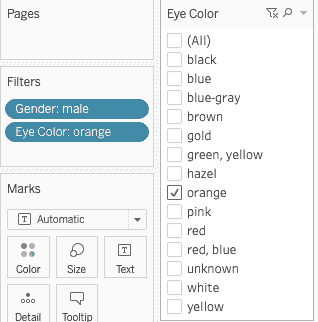 Pages
Filters
Gender: male
Eye Color: orange
Marks
Automatic
Color
Size
Text
Detail
Tooltip
Eye Color
(All)
black
blue
blue-gray
brown
gold
green, yellow
hazel
orange
pink
red
red, blue
unknown
white
yellow